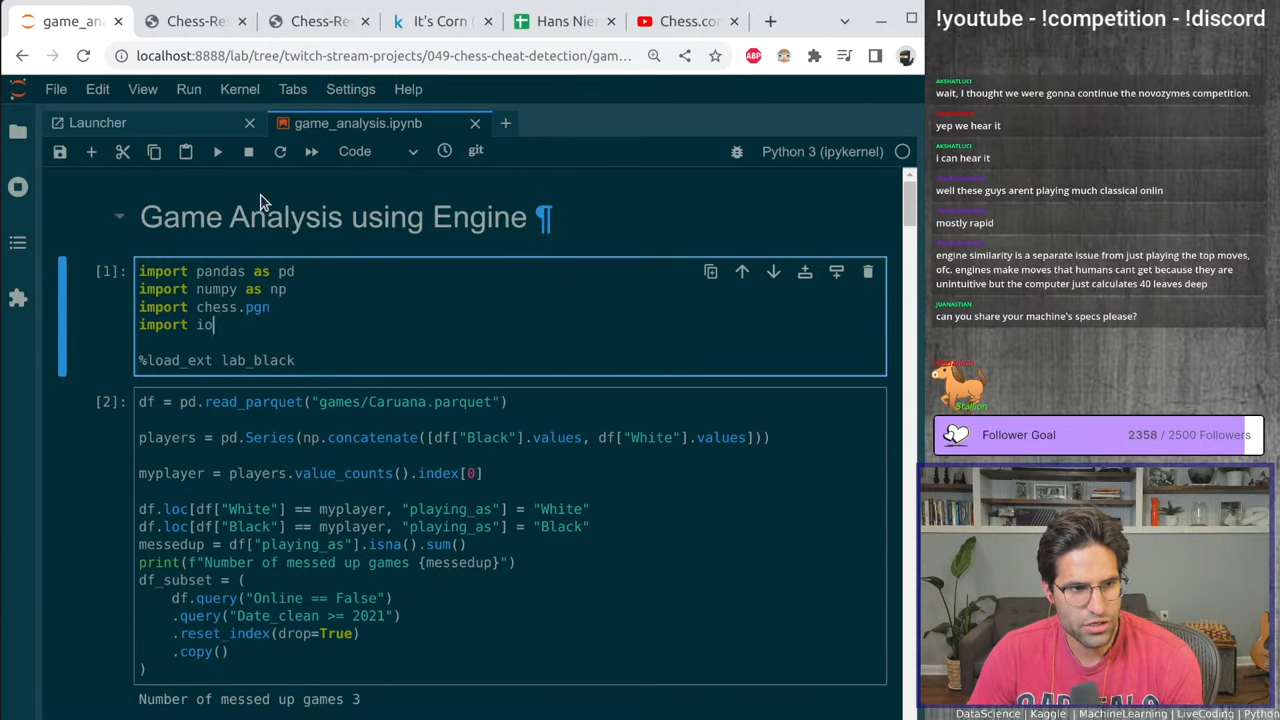 game_an
Chess-Re
Chess-Re
It's Corn
Hans Nie
Chess.co
localhost:8888/lab/tree/twitch-stream-projects/049-chess-cheat-detection/gam...
File Edit View Run Kernel Tabs Settings Help
Launcher
game_analysis.ipynb
Code
git
Python 3 (ipykernel)
Game Analysis using Engine ¶
[1]:
import pandas as pd
import numpy as np
import chess.pgn
import io
%load_ext lab_black
[2]:
df = pd.read_parquet("games/Caruana.parquet")
players = pd.Series(np.concatenate([df["Black"].values, df["White"].values]))
myplayer = players.value_counts().index[0]
df.loc[df["White"] == myplayer, "playing_as"] = "White"
df.loc[df["Black"] == myplayer, "playing_as"] = "Black"
messedup = df["playing_as"].isna().sum()
print(f"Number of messed up games {messedup}")
df_subset = (
df.query("Online == False")
.query("Date_clean >= 2021")
.reset_index(drop=True)
.copy()
)
Number of messed up games 3
!youtube - !competition - !discord
AKSHATLUCI
wait, I thought we were gonna continue the novozymes competition.
yep we hear it
AKSHATLUCI
I can hear it
well these guys arent playing much classical onlin
mostly rapid
engine similarity is a separate issue from just playing the top moves,
ofc. engines make moves that humans cant get because they are
unintuitive but the computer just calculates 40 leaves deep
JUANASTIAN
can you share your machine's specs please?
Medallion
Stallion
Follower Goal
2358 / 2500 Followers
DataScience | Kaggle | MachineLearning | LiveCoding | Python